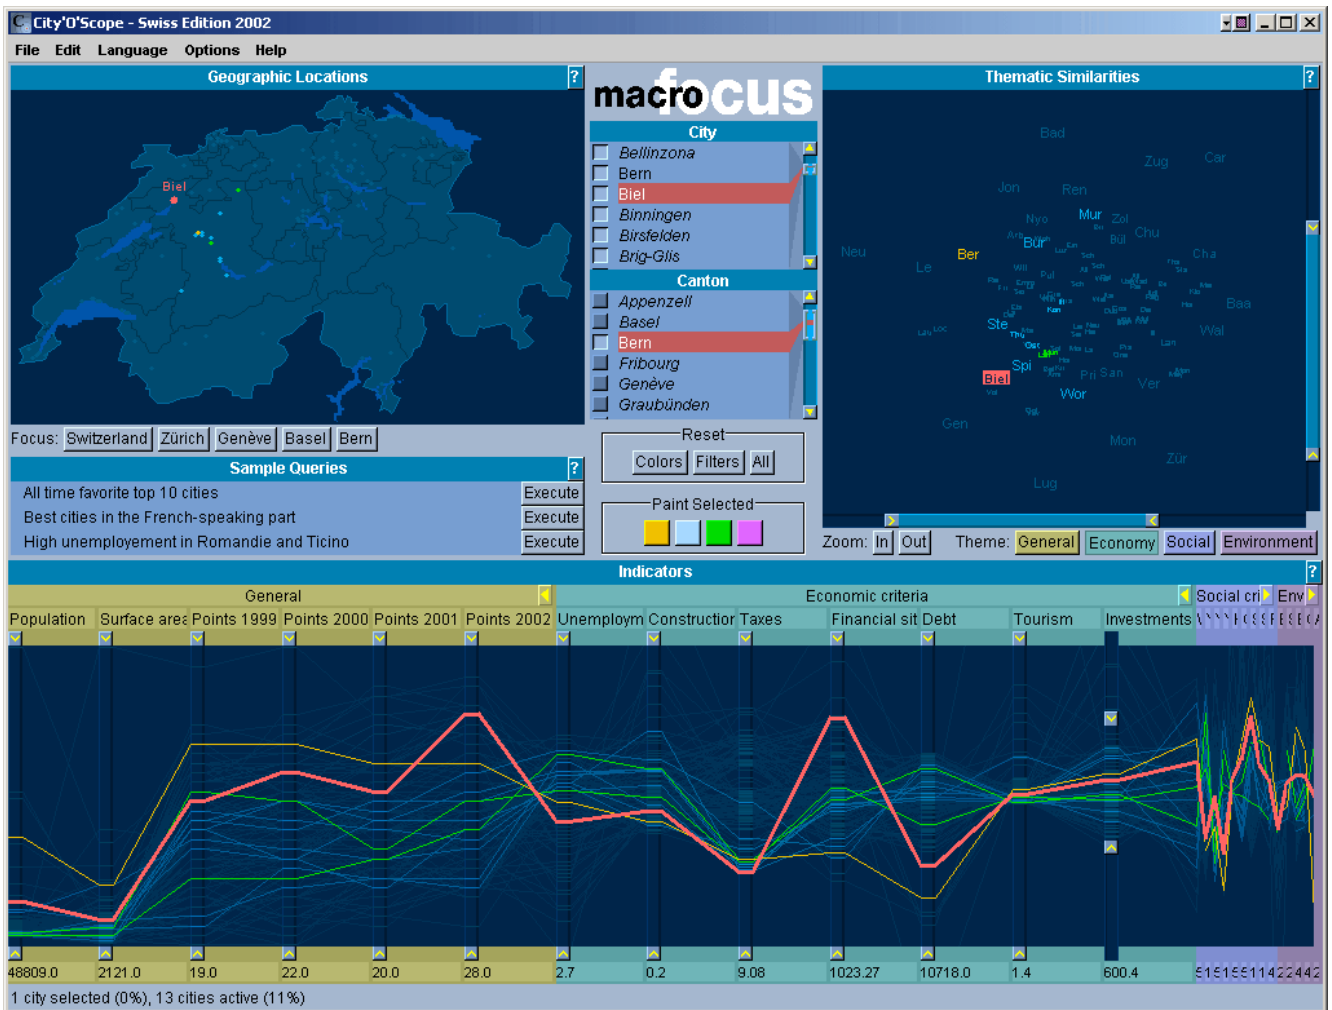 City'O'Scope - Swiss Edition 2002
File Edit Language Options Help
Geographic Locations ?
Biel
Focus: Switzerland Zürich Genève Basel Bern
Sample Queries ?
All time favorite top 10 cities Execute
Best cities in the French-speaking part Execute
High unemployement in Romandie and Ticino Execute
macrofocus
City
Bellinzona
Bern
Biel
Binningen
Birsfelden
Brig-Glis
Canton
Appenzell
Basel
Bern
Fribourg
Genève
Graubünden
Reset
Colors Filters All
Paint Selected
Thematic Similarities ?
Bad
Zug Car
Jon Ren
Nyo Mur Zol
Bur Bül Chu
Neu Ber Cha
Le
Baa
Ste Wal
Loc
Thu
Ost
Spi
Biel Pri San Ver
Wor
Gen
Mon
Zür
Lug
Zoom: In Out Theme: General Economy Social Environment
Indicators ?
General Economic criteria Social cri Env
Population Surface area Points 1999 Points 2000 Points 2001 Points 2002 Unemploym Construction Taxes Financial sit Debt Tourism Investments
48809.0 2121.0 19.0 22.0 20.0 28.0 2.7 0.2 9.08 1023.27 10718.0 1.4 600.4
1 city selected (0%), 13 cities active (11%)